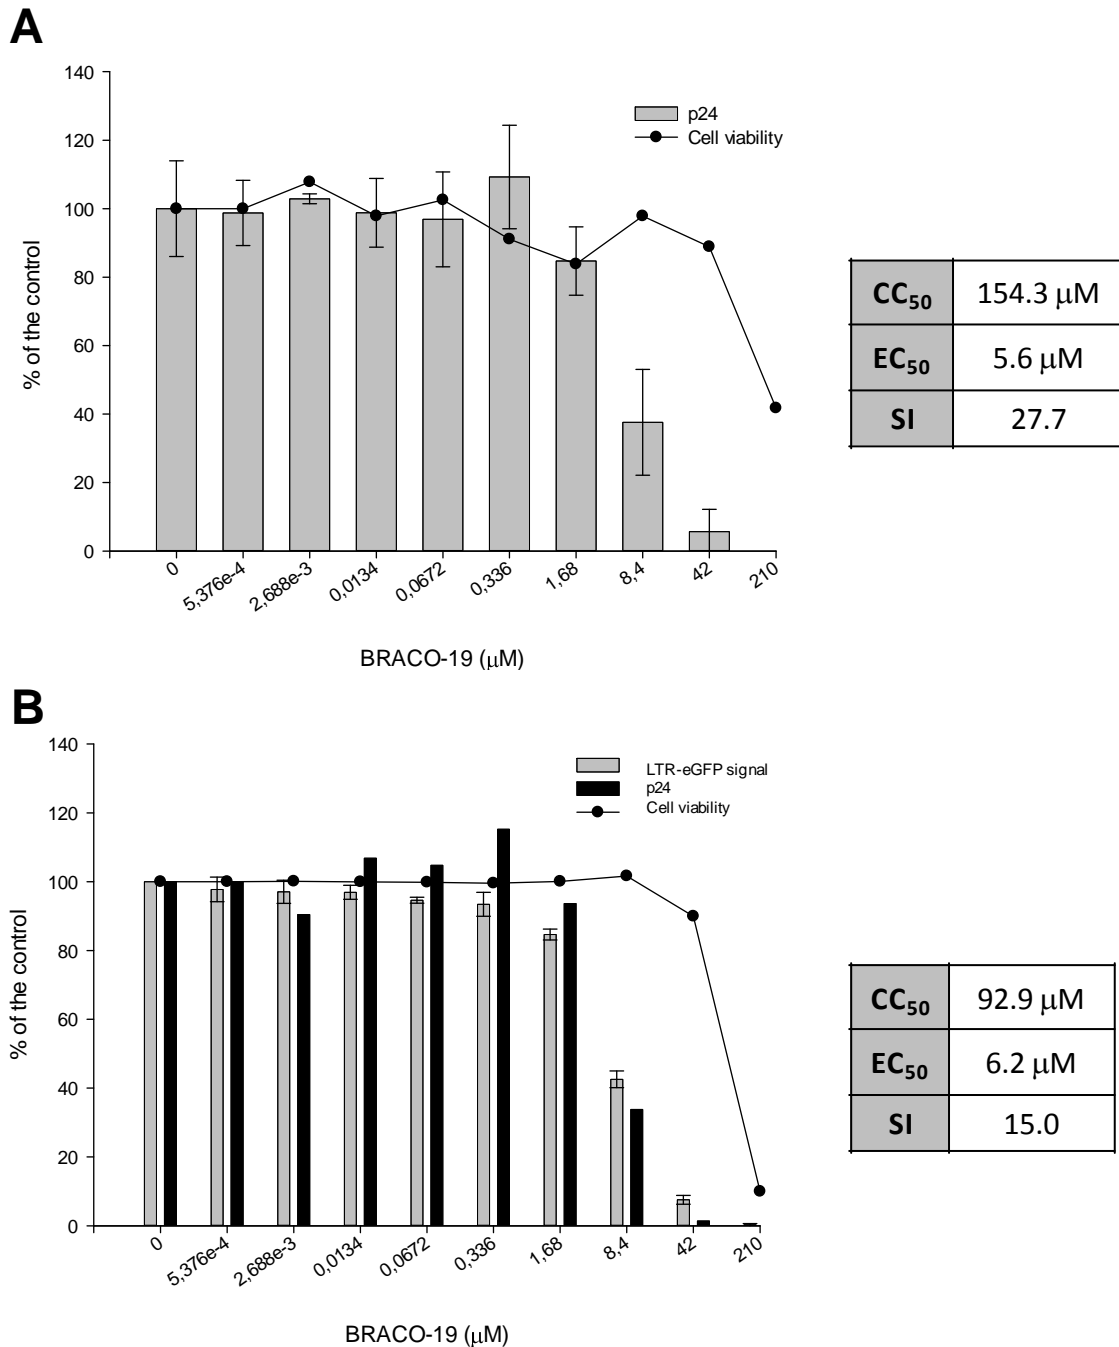 A
140
120
100
80
60
40
20
0
% of the control
p24
Cell viability
0
5,376e-4
2,688e-3
0,0134
0,0672
0,336
1,68
8,4
42
210
BRACO-19 (μM)
CC50 154.3 μM
EC50 5.6 μM
SI 27.7
B
140
120
100
80
60
40
20
0
% of the control
LTR-eGFP signal
p24
Cell viability
0
5,376e-4
2,688e-3
0,0134
0,0672
0,336
1,68
8,4
42
210
BRACO-19 (μM)
CC50 92.9 μM
EC50 6.2 μM
SI 15.0